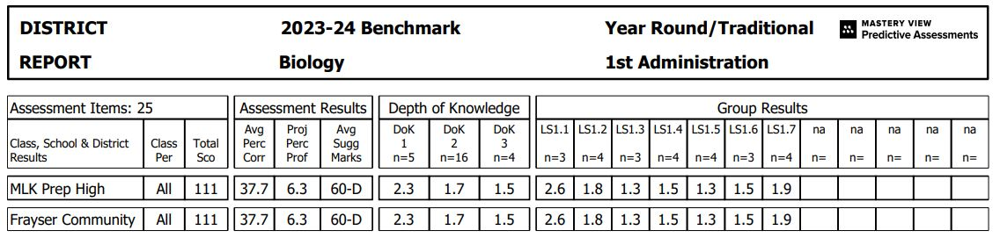 DISTRICT 2023-24 Benchmark Year Round/Traditional MASTERY VIEW
Predictive Assessments
REPORT Biology 1st Administration
Assessment Items: 25 Assessment Results Depth of Knowledge Group Results
Class, School & District Results Class Per Total Sco Avg Perc Corr Proj Perc Prof Avg Sugg Marks DoK 1 n=5 DoK 2 n=16 DoK 3 n=4 LS1.1 n=3 LS1.2 n=4 LS1.3 n=3 LS1.4 n=4 LS1.5 n=4 LS1.6 n=3 LS1.7 n=4 na n= na n= na n= na n= na n=
MLK Prep High All 111 37.7 6.3 60-D 2.3 1.7 1.5 2.6 1.8 1.3 1.5 1.3 1.5 1.9
Frayser Community All 111 37.7 6.3 60-D 2.3 1.7 1.5 2.6 1.8 1.3 1.5 1.3 1.5 1.9